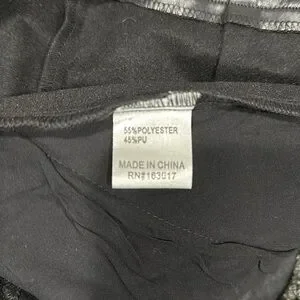 55%POLYESTER
45%PU
MADE IN CHINA
RN#163017